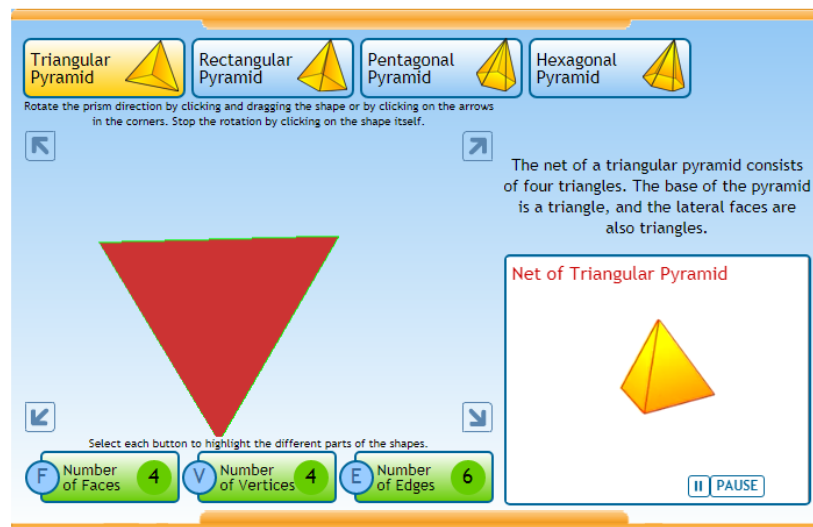 Triangular
Pyramid
Rectangular
Pyramid
Pentagonal
Pyramid
Hexagonal
Pyramid
Rotate the prism direction by clicking and dragging the shape or by clicking on the arrows
in the corners. Stop the rotation by clicking on the shape itself.
The net of a triangular pyramid consists
of four triangles. The base of the pyramid
is a triangle, and the lateral faces are
also triangles.
Net of Triangular Pyramid
Select each button to highlight the different parts of the shapes.
F Number
of Faces 4
V Number
of Vertices 4
E Number
of Edges 6
PAUSE